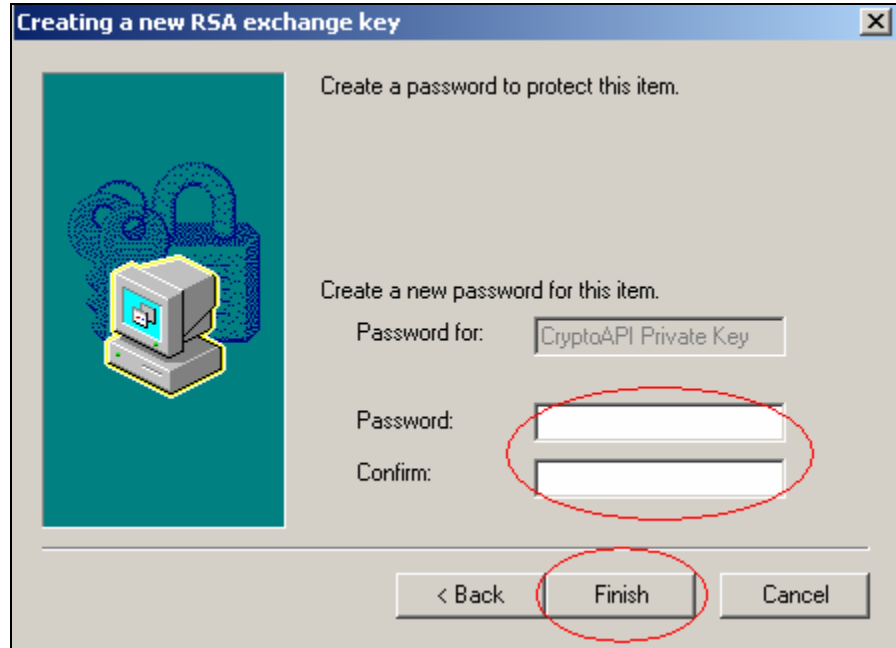 Creating a new RSA exchange key
Create a password to protect this item.
Create a new password for this item.
Password for: CryptoAPI Private Key
Password:
Confirm:
< Back Finish Cancel